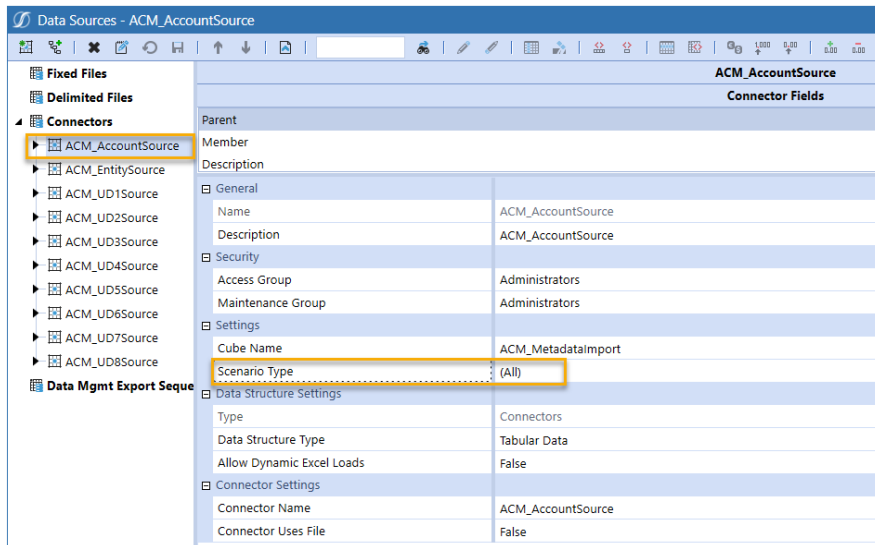 Data Sources - ACM_AccountSource
Fixed Files
Delimited Files
Connectors
ACM_AccountSource
ACM_EntitySource
ACM_UD1Source
ACM_UD2Source
ACM_UD3Source
ACM_UD4Source
ACM_UD5Source
ACM_UD6Source
ACM_UD7Source
ACM_UD8Source
Data Mgmt Export Seque
ACM_AccountSource
Connector Fields
Parent
Member
Description
General
Name ACM_AccountSource
Description ACM_AccountSource
Security
Access Group Administrators
Maintenance Group Administrators
Settings
Cube Name ACM_MetadataImport
Scenario Type (All)
Data Structure Settings
Type Connectors
Data Structure Type Tabular Data
Allow Dynamic Excel Loads False
Connector Settings
Connector Name ACM_AccountSource
Connector Uses File False